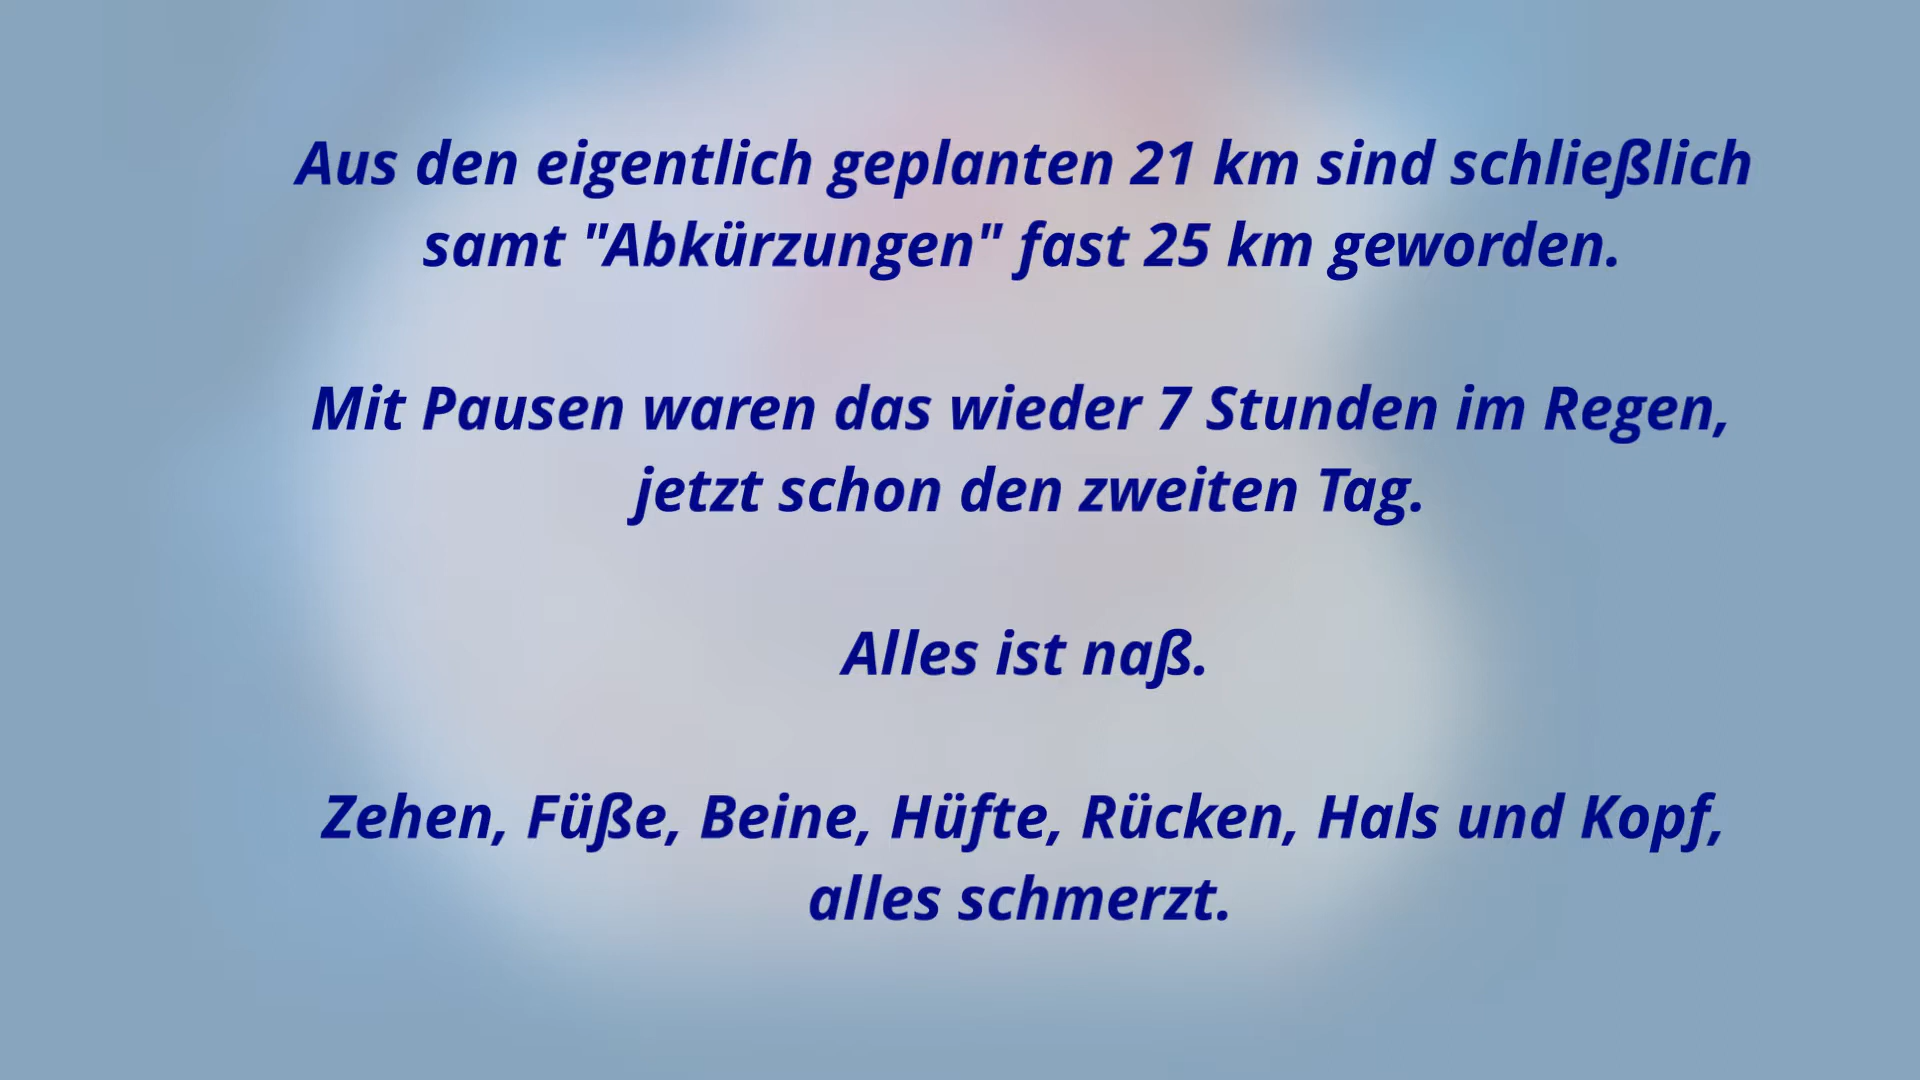 Aus den eigentlich geplanten 21 km sind schließlich
samt "Abkürzungen" fast 25 km geworden.
Mit Pausen waren das wieder 7 Stunden im Regen,
jetzt schon den zweiten Tag.
Alles ist naß.
Zehen, Füße, Beine, Hüfte, Rücken, Hals und Kopf,
alles schmerzt.